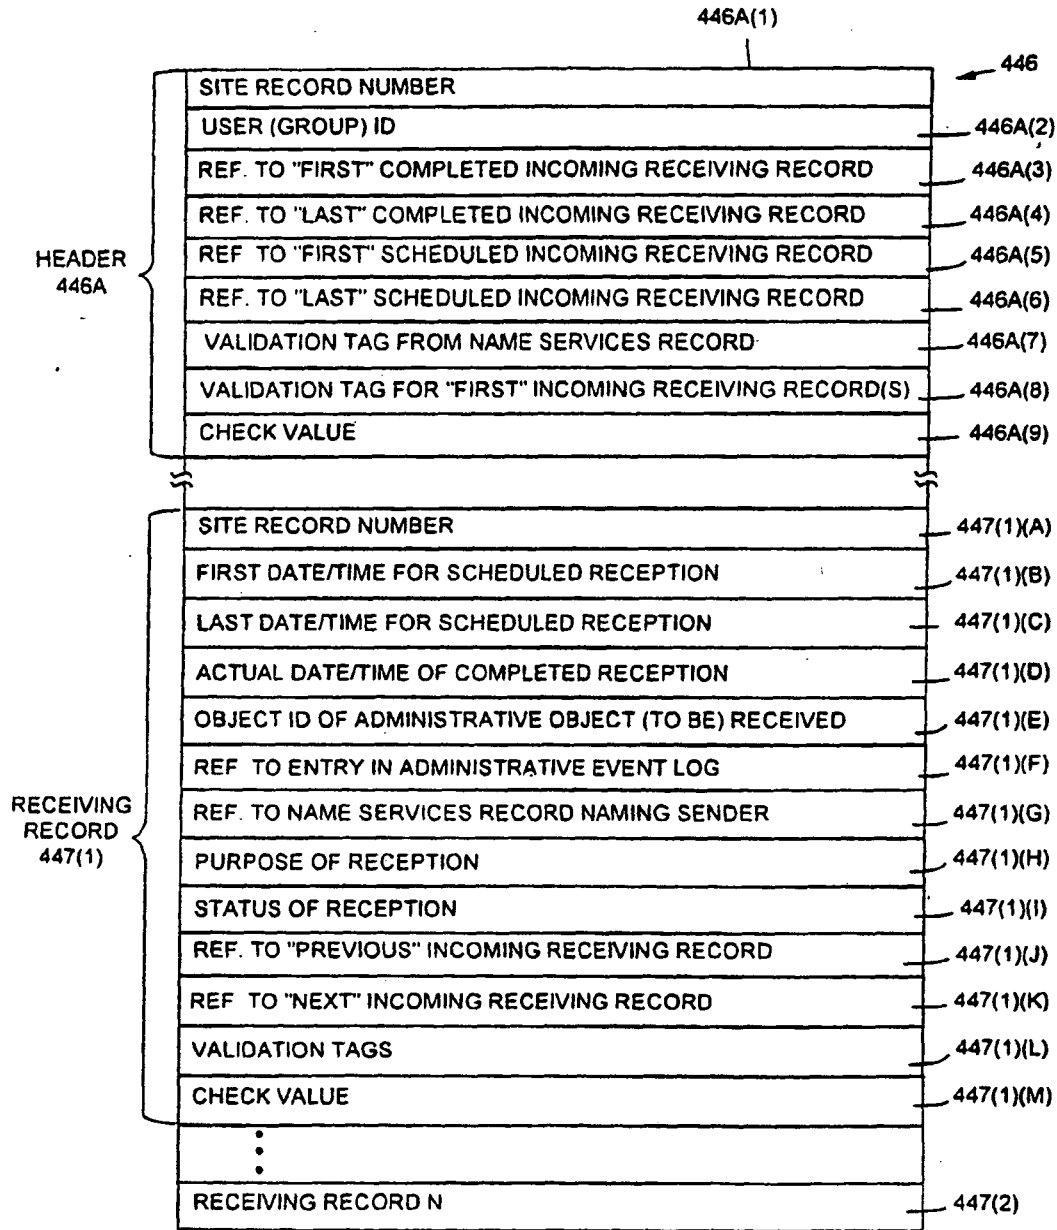 446A(1)
446
SITE RECORD NUMBER
USER (GROUP) ID 446A(2)
REF. TO "FIRST" COMPLETED INCOMING RECEIVING RECORD 446A(3)
REF. TO "LAST" COMPLETED INCOMING RECEIVING RECORD 446A(4)
REF TO "FIRST" SCHEDULED INCOMING RECEIVING RECORD 446A(5)
REF. TO "LAST" SCHEDULED INCOMING RECEIVING RECORD 446A(6)
VALIDATION TAG FROM NAME SERVICES RECORD 446A(7)
VALIDATION TAG FOR "FIRST" INCOMING RECEIVING RECORD(S) 446A(8)
CHECK VALUE 446A(9)
HEADER
446A
SITE RECORD NUMBER 447(1)(A)
FIRST DATE/TIME FOR SCHEDULED RECEPTION 447(1)(B)
LAST DATE/TIME FOR SCHEDULED RECEPTION 447(1)(C)
ACTUAL DATE/TIME OF COMPLETED RECEPTION 447(1)(D)
OBJECT ID OF ADMINISTRATIVE OBJECT (TO BE) RECEIVED 447(1)(E)
REF TO ENTRY IN ADMINISTRATIVE EVENT LOG 447(1)(F)
REF. TO NAME SERVICES RECORD NAMING SENDER 447(1)(G)
PURPOSE OF RECEPTION 447(1)(H)
STATUS OF RECEPTION 447(1)(I)
REF. TO "PREVIOUS" INCOMING RECEIVING RECORD 447(1)(J)
REF TO "NEXT" INCOMING RECEIVING RECORD 447(1)(K)
VALIDATION TAGS 447(1)(L)
CHECK VALUE 447(1)(M)
RECEIVING
RECORD
447(1)
RECEIVING RECORD N 447(2)